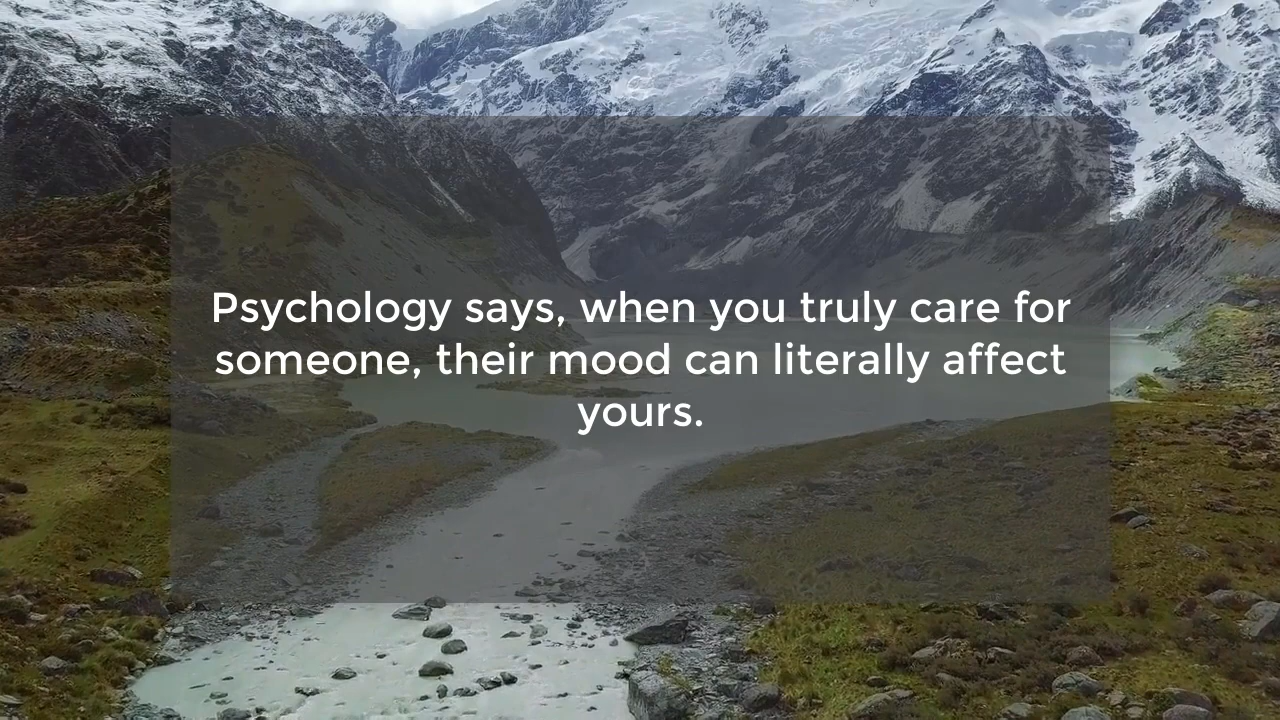 Psychology says, when you truly care for
someone, their mood can literally affect
yours.